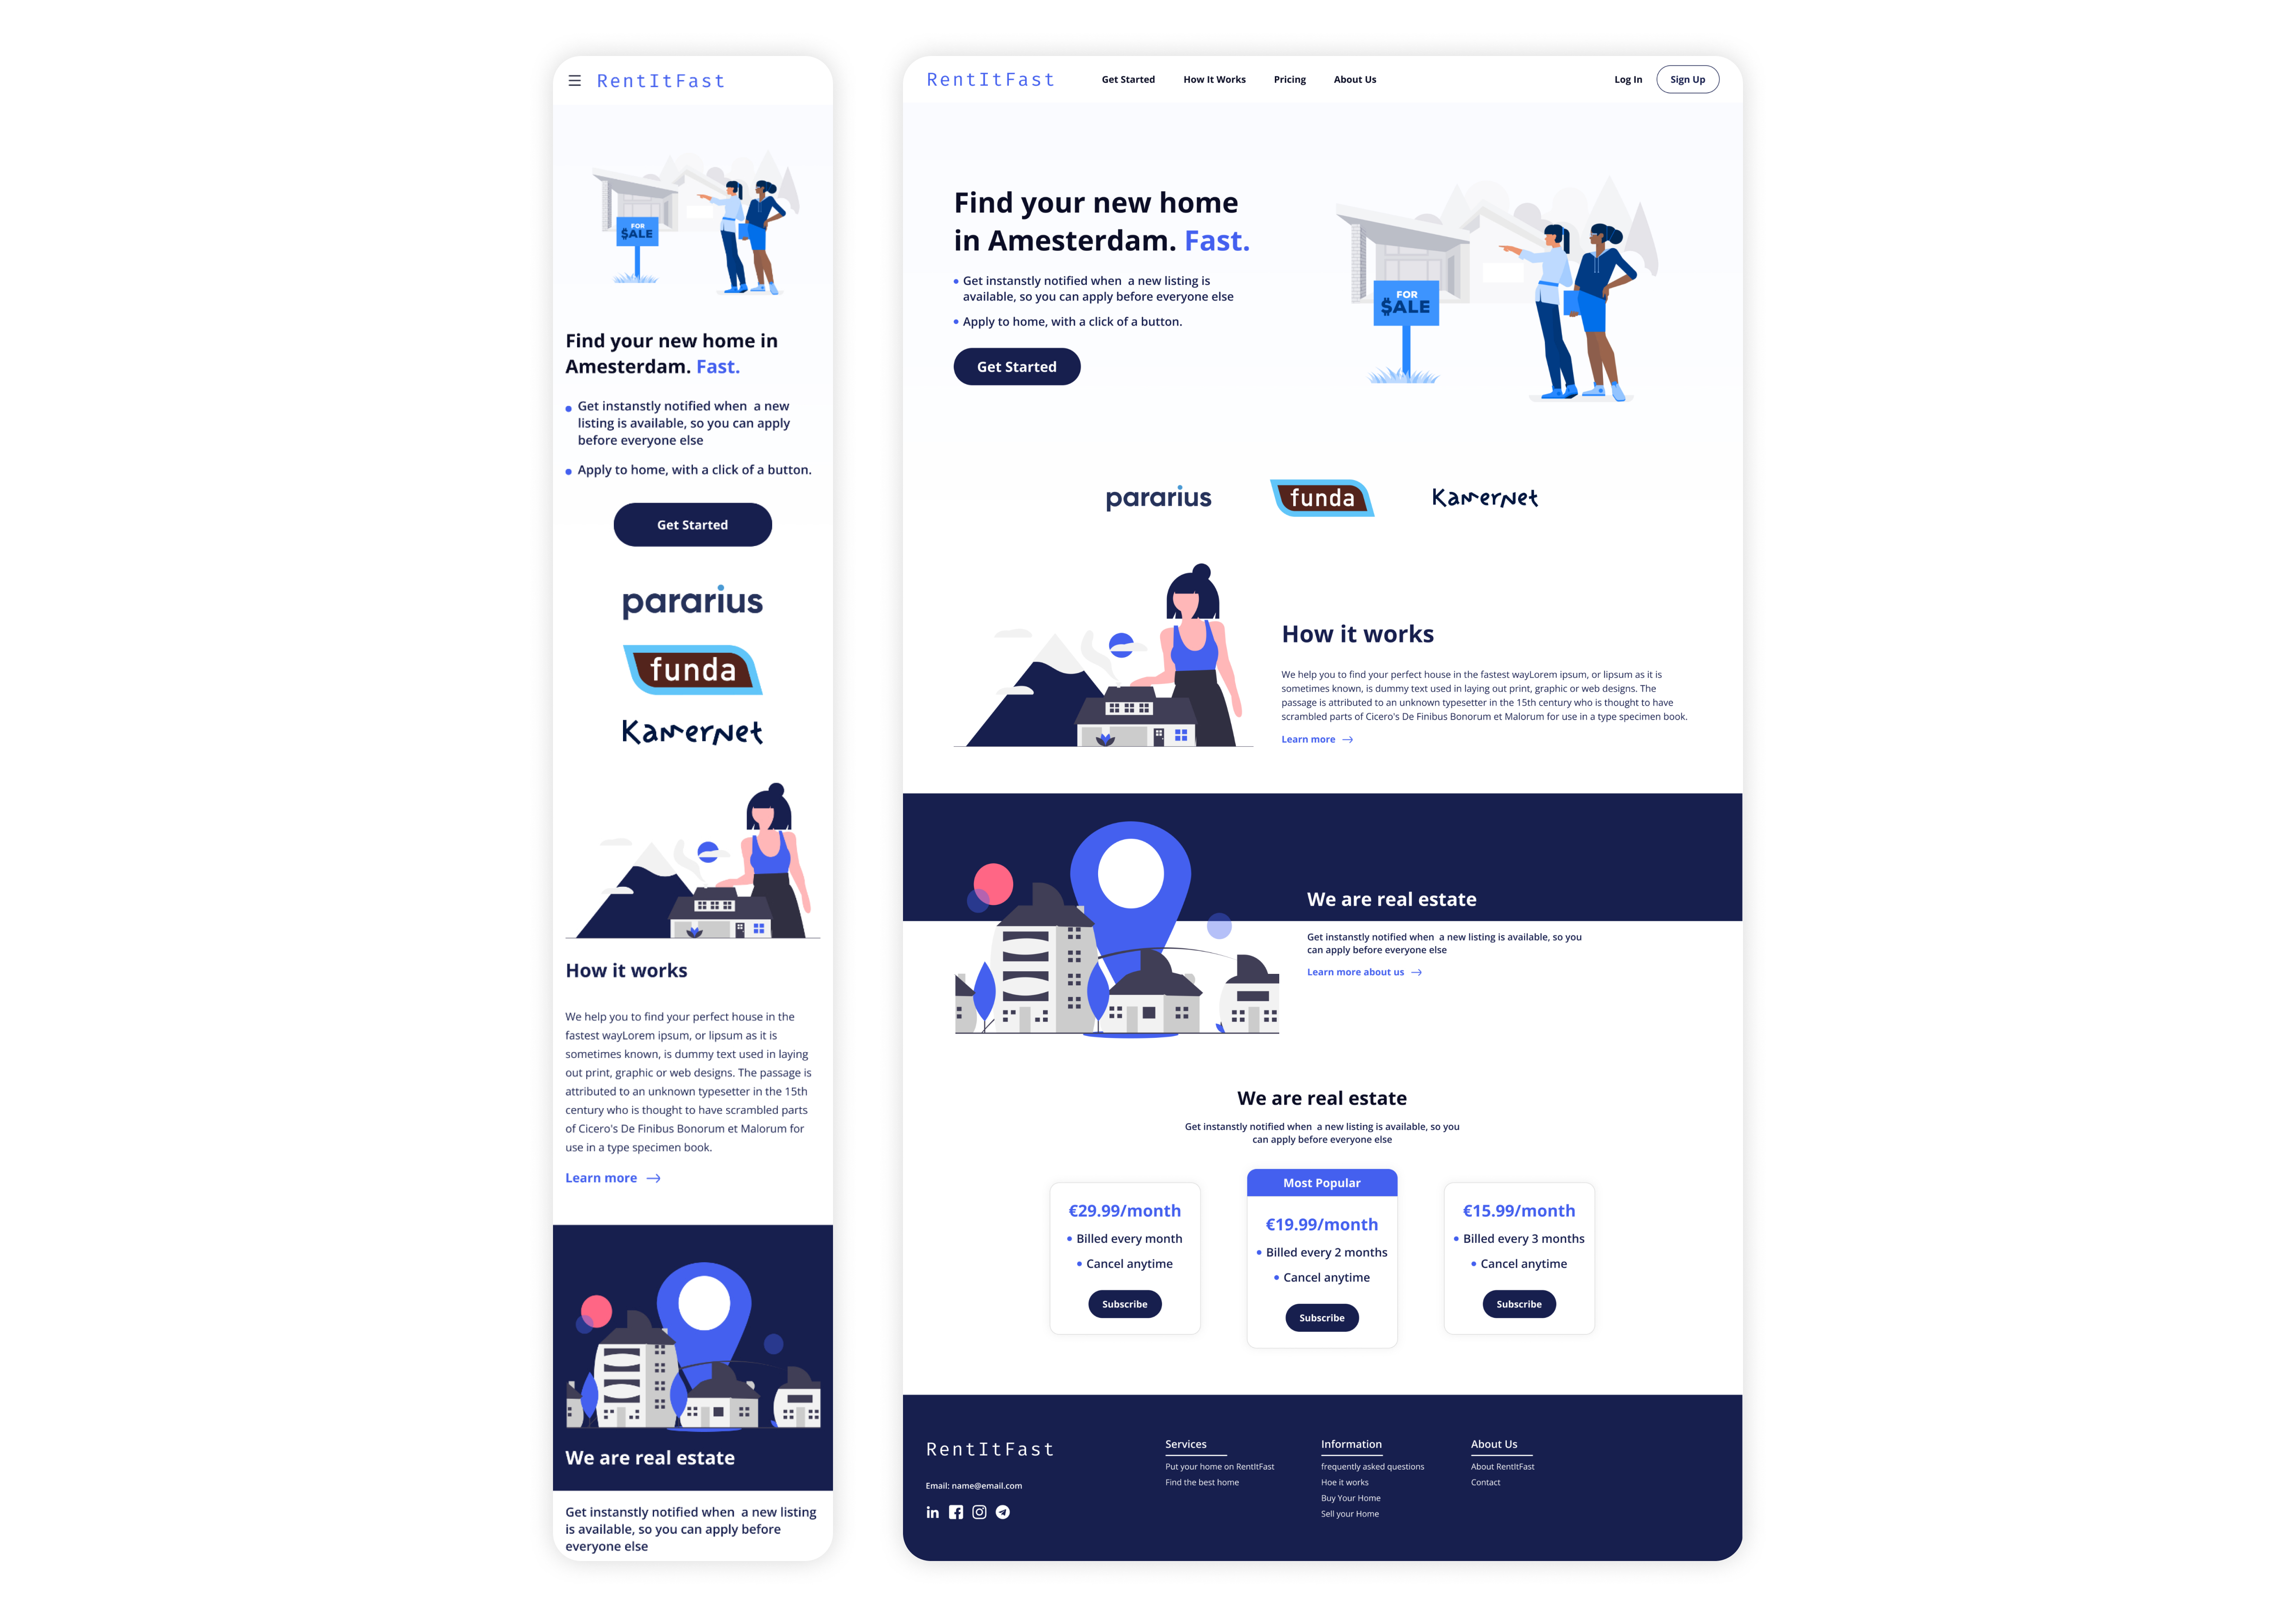 RentItFast
FOR
$ALE
Find your new home in
Amesterdam. Fast.
Get instanstly notified when a new
listing is available, so you can apply
before everyone else
Apply to home, with a click of a button.
Get Started
pararius
funda
Kamernet
How it works
We help you to find your perfect house in the
fastest wayLorem ipsum, or lipsum as it is
sometimes known, is dummy text used in laying
out print, graphic or web designs. The passage is
attributed to an unknown typesetter in the 15th
century who is thought to have scrambled parts
of Cicero's De Finibus Bonorum et Malorum for
use in a type specimen book.
Learn more
We are real estate
Get instanstly notified when a new listing
is available, so you can apply before
everyone else
RentItFast
Get Started
How It Works
Pricing
About Us
Log In
Sign Up
Find your new home
in Amesterdam. Fast.
Get instanstly notified when a new listing is
available, so you can apply before everyone else
Apply to home, with a click of a button.
Get Started
FOR
$ALE
pararius
funda
Kamernet
How it works
We help you to find your perfect house in the fastest wayLorem ipsum, or lipsum as it is
sometimes known, is dummy text used in laying out print, graphic or web designs. The
passage is attributed to an unknown typesetter in the 15th century who is thought to have
scrambled parts of Cicero's De Finibus Bonorum et Malorum for use in a type specimen book.
Learn more
We are real estate
Get instanstly notified when a new listing is available, so you
can apply before everyone else
Learn more about us
We are real estate
Get instanstly notified when a new listing is available, so you
can apply before everyone else
€29.99/month
Billed every month
Cancel anytime
Subscribe
Most Popular
€19.99/month
Billed every 2 months
Cancel anytime
Subscribe
€15.99/month
Billed every 3 months
Cancel anytime
Subscribe
RentItFast
Email: name@email.com
Services
Put your home on RentItFast
Find the best home
Information
frequently asked questions
Hoe it works
Buy Your Home
Sell your Home
About Us
About RentItFast
Contact